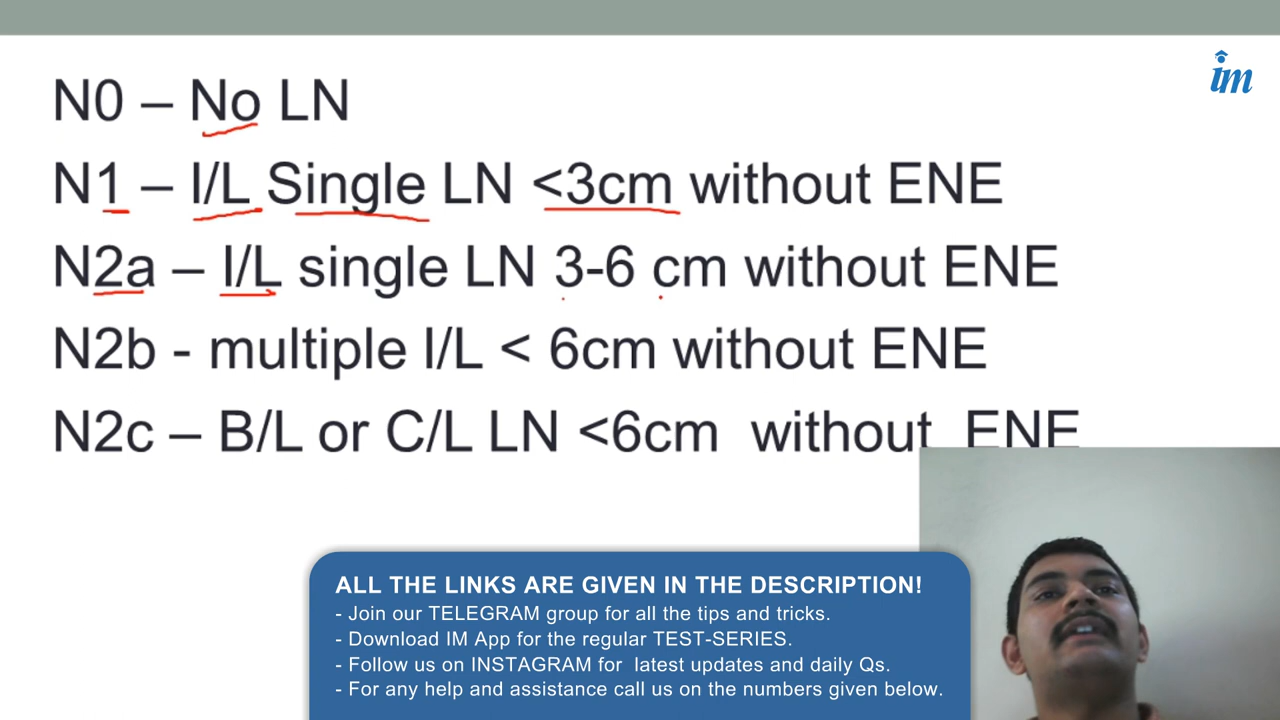 im
N0 – No LN
N1 – I/L Single LN <3cm without ENE
N2a – I/L single LN 3-6 cm without ENE
N2b - multiple I/L < 6cm without ENE
N2c – B/L or C/L LN <6cm without ENE
ALL THE LINKS ARE GIVEN IN THE DESCRIPTION!
- Join our TELEGRAM group for all the tips and tricks.
- Download IM App for the regular TEST-SERIES.
- Follow us on INSTAGRAM for latest updates and daily Qs.
- For any help and assistance call us on the numbers given below.